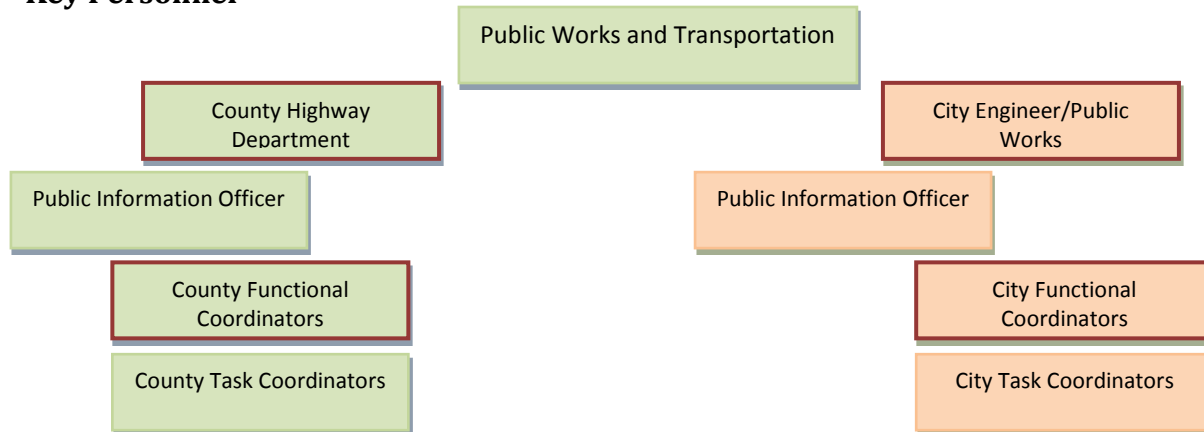 Key Personnel
Public Works and Transportation
County Highway
Department
City Engineer/Public
Works
Public Information Officer
Public Information Officer
County Functional
Coordinators
City Functional
Coordinators
County Task Coordinators
City Task Coordinators